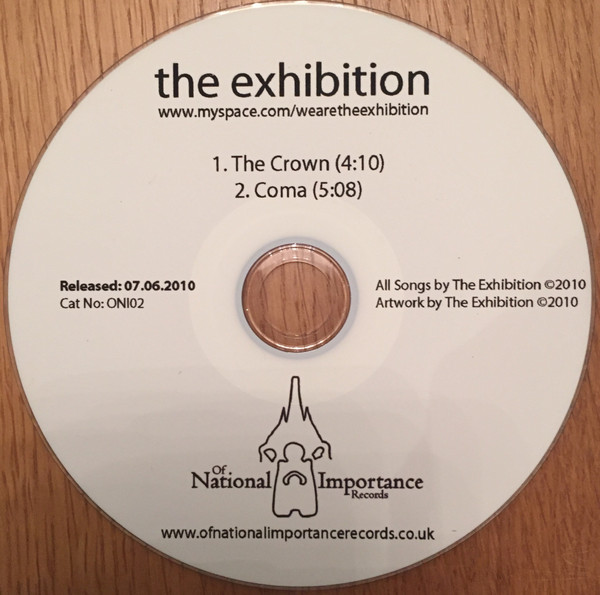 the exhibition
www.myspace.com/wearetheexhibition
1. The Crown (4:10)
2. Coma (5:08)
Released: 07.06.2010
Cat No: ONI02
All Songs by The Exhibition ©2010
Artwork by The Exhibition ©2010
Of
National Importance
Records
www.ofnationalimportancerecords.co.uk